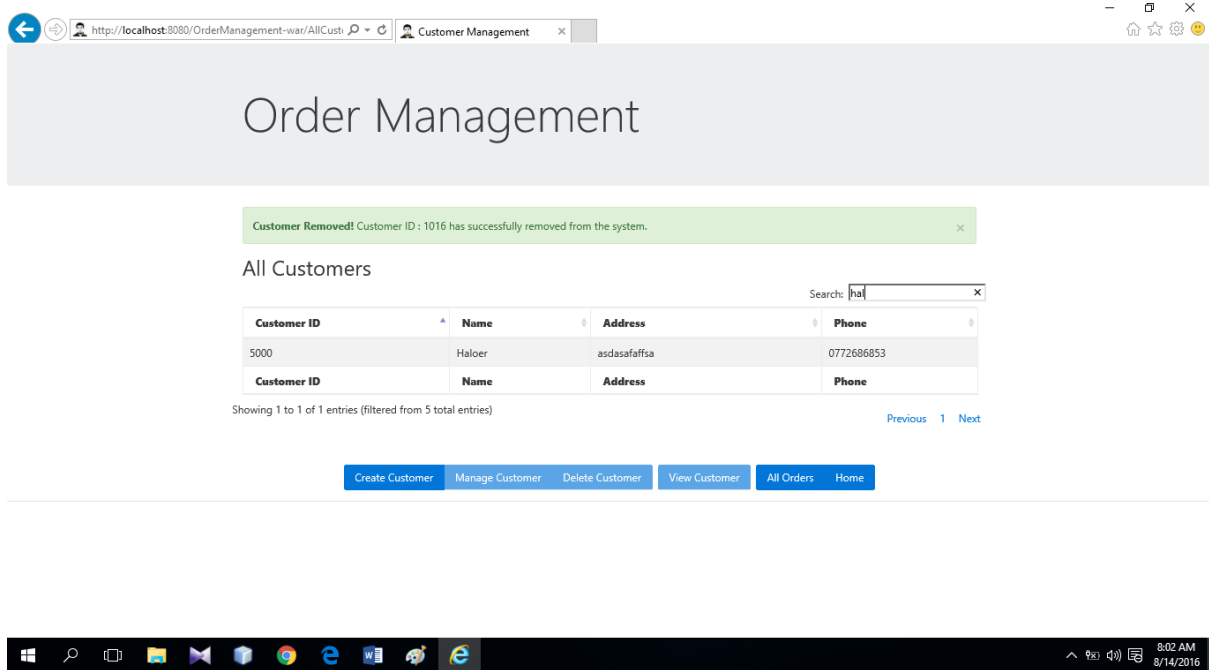 http://localhost:8080/OrderManagement-war/AllCust
Customer Management
Order Management
Customer Removed! Customer ID : 1016 has successfully removed from the system.
All Customers
Search: hal
Customer ID Name Address Phone
5000 Haloer asdasafaffsa 0772686853
Customer ID Name Address Phone
Showing 1 to 1 of 1 entries (filtered from 5 total entries)
Previous 1 Next
Create Customer Manage Customer Delete Customer View Customer All Orders Home
8:02 AM
8/14/2016